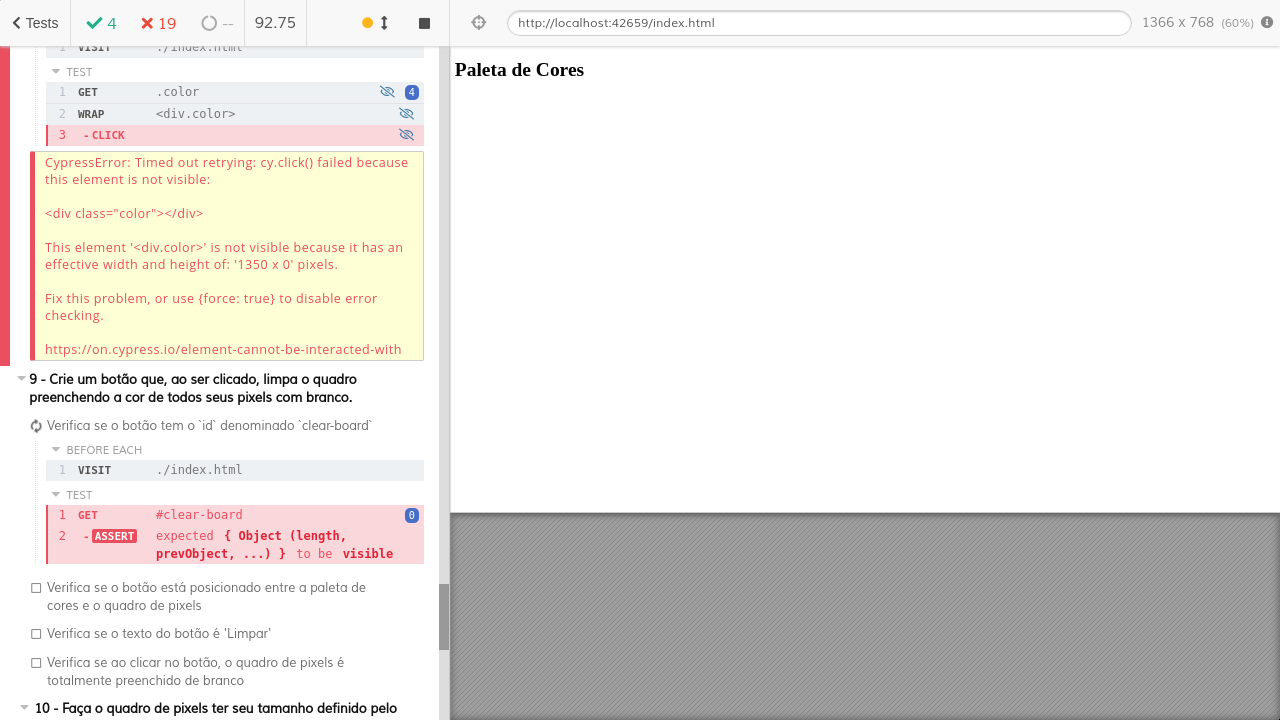 Tests
4
19
--
92.75
http://localhost:42659/index.html
1366 x 768 (60%)
1 VISIT ./index.html
TEST
1 GET .color 4
2 WRAP <div.color>
3 -CLICK
CypressError: Timed out retrying: cy.click() failed because
this element is not visible:
<div class="color"></div>
This element '<div.color>' is not visible because it has an
effective width and height of: '1350 x 0' pixels.
Fix this problem, or use {force: true} to disable error
checking.
https://on.cypress.io/element-cannot-be-interacted-with
9 - Crie um botão que, ao ser clicado, limpa o quadro
preenchendo a cor de todos seus pixels com branco.
Verifica se o botão tem o `id` denominado `clear-board`
BEFORE EACH
1 VISIT ./index.html
TEST
1 GET #clear-board 0
2 -ASSERT expected { Object (length,
prevObject, ...) } to be visible
Verifica se o botão está posicionado entre a paleta de
cores e o quadro de pixels
Verifica se o texto do botão é 'Limpar'
Verifica se ao clicar no botão, o quadro de pixels é
totalmente preenchido de branco
10 - Faça o quadro de pixels ter seu tamanho definido pelo
Paleta de Cores